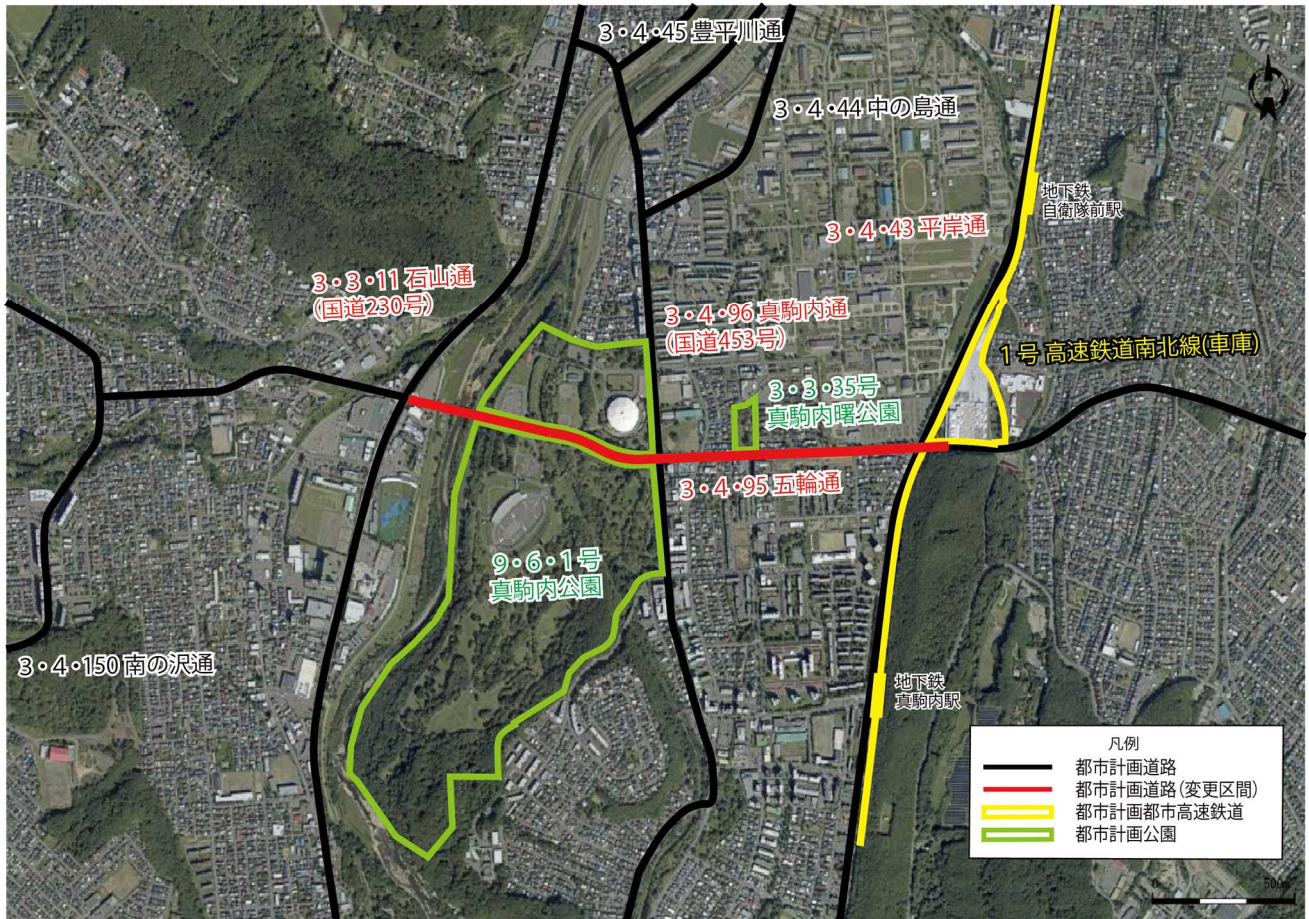 3・4・45 豊平川通
3・4・44 中の島通
地下鉄
自衛隊前駅
3・4・43 平岸通
3・3・11 石山通
(国道230号)
3・4・96 真駒内通
(国道453号)
1号 高速鉄道南北線(車庫)
3・3・35号
真駒内曙公園
3・4・95 五輪通
9・6・1号
真駒内公園
3・4・150 南の沢通
地下鉄
真駒内駅
凡例
都市計画道路
都市計画道路(変更区間)
都市計画都市高速鉄道
都市計画公園
0 500m